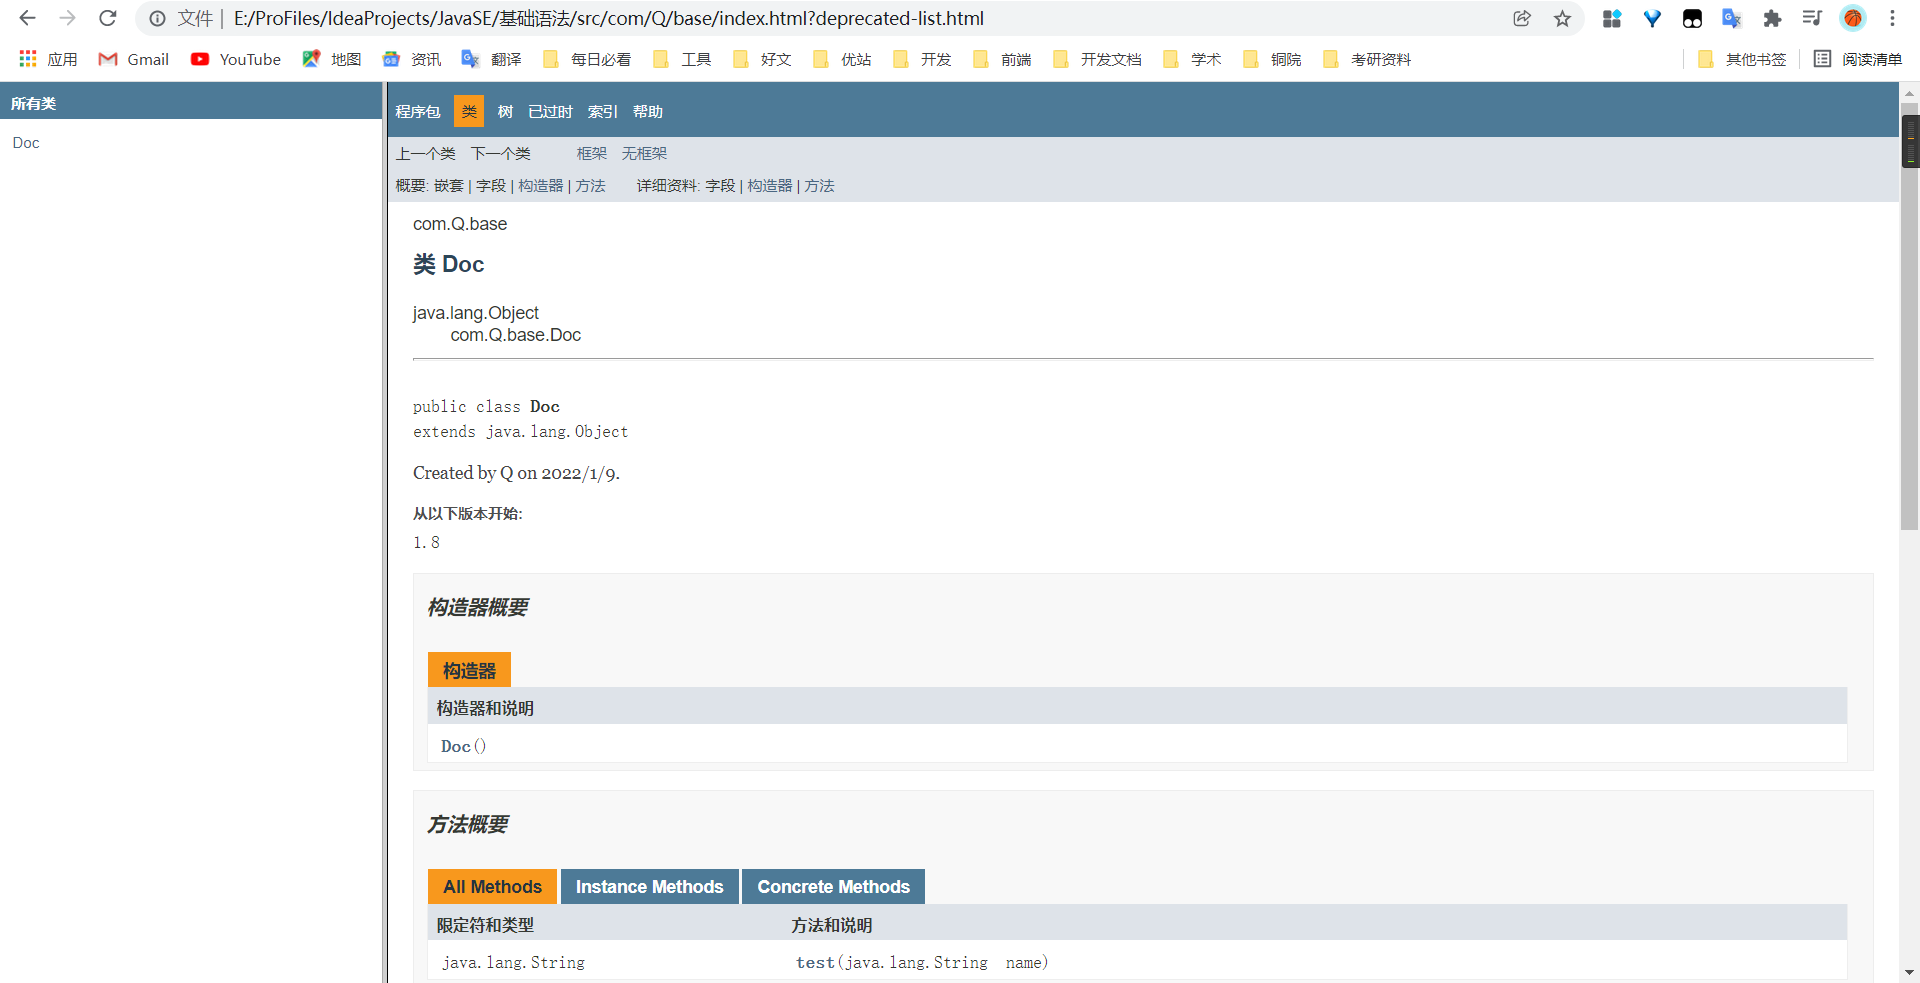 文件 | E:/ProFiles/IdeaProjects/JavaSE/基础语法/src/com/Q/base/index.html?deprecated-list.html
应用 Gmail YouTube 地图 资讯 翻译 每日必看 工具 好文 优站 开发 前端 开发文档 学术 铜院 考研资料 其他书签 阅读清单
所有类
Doc
程序包 类 树 已过时 索引 帮助
上一个类 下一个类 框架 无框架
概要: 嵌套 | 字段 | 构造器 | 方法 详细资料: 字段 | 构造器 | 方法
com.Q.base
类 Doc
java.lang.Object
com.Q.base.Doc
public class Doc
extends java.lang.Object
Created by Q on 2022/1/9.
从以下版本开始:
1.8
构造器概要
构造器
构造器和说明
Doc()
方法概要
All Methods Instance Methods Concrete Methods
限定符和类型 方法和说明
java.lang.String test(java.lang.String name)